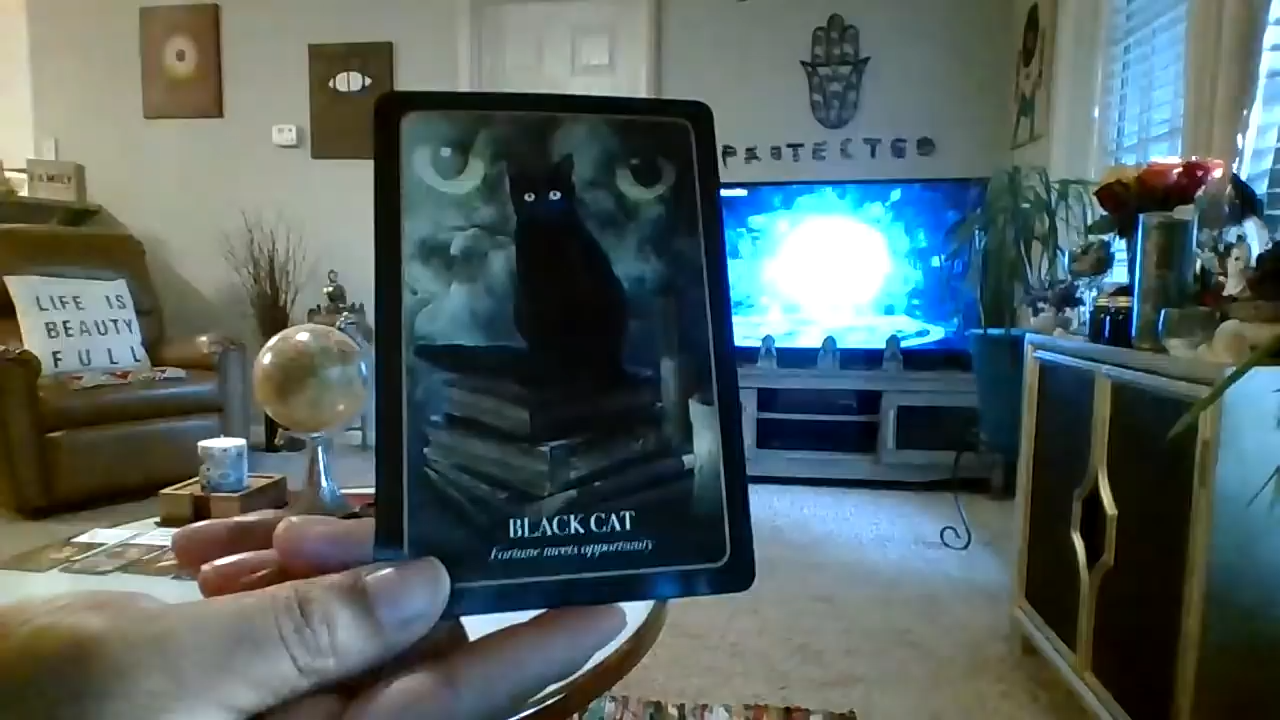 FAMILY
PROTECTED
LIFE IS
BEAUTY
FULL
BLACK CAT
Fortune meets opportunity